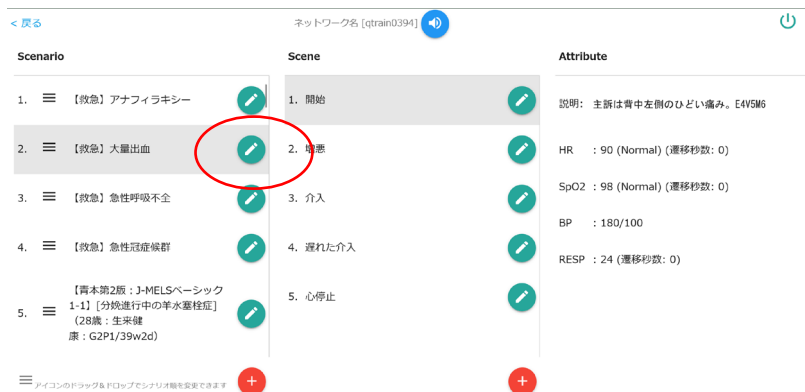 < 戻る
ネットワーク名 [qtrain0394]
Scenario
Scene
Attribute
1. 【救急】アナフィラキシー
2. 【救急】大量出血
3. 【救急】急性呼吸不全
4. 【救急】急性冠症候群
5. 【青本第2版：J-MELSベーシック
1-1】[分娩進行中の羊水塞栓症]
（28歳：生来健
康：G2P1/39w2d）
アイコンのドラッグ&ドロップでシナリオ順を変更できます
1. 開始
2. 増悪
3. 介入
4. 遅れた介入
5. 心停止
説明: 主訴は背中左側のひどい痛み。E4V5M6
HR : 90 (Normal) (遷移秒数: 0)
SpO2 : 98 (Normal) (遷移秒数: 0)
BP : 180/100
RESP : 24 (遷移秒数: 0)